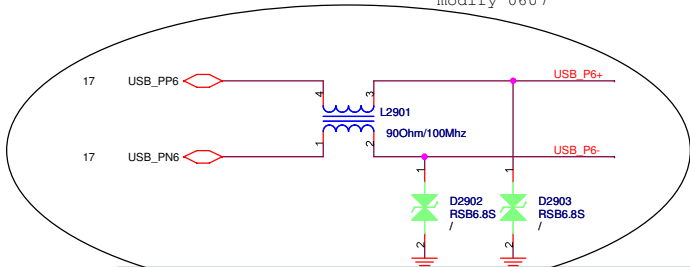 modify 0607
17 USB_PP6 4 3 USB_P6+
L2901
90Ohm/100Mhz
17 USB_PN6 1 2 USB_P6-
1 1
D2902 D2903
RSB6.8S RSB6.8S
/ /
2 2